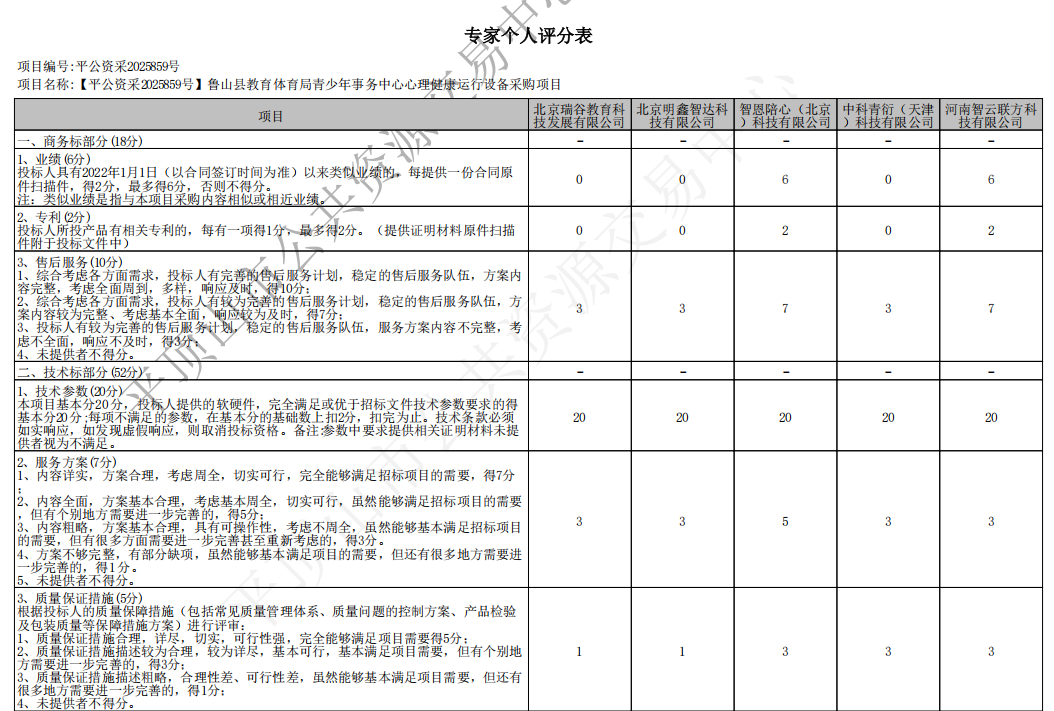 专家个人评分表
项目编号:平公资采2025859号
项目名称:【平公资采2025859号】鲁山县教育体育局青少年事务中心心理健康运行设备采购项目
项目 北京瑞谷教育科 北京明鑫智达科 智恩陪心（北京 中科青衍（天津 河南智云联方科
技发展有限公司 技有限公司 ）科技有限公司 ）科技有限公司 技有限公司
一、商务标部分(18分) － － － － －
1、业绩(6分)
投标人具有2022年1月1日（以合同签订时间为准）以来类似业绩的，每提供一份合同原
件扫描件，得2分，最多得6分，否则不得分。
注：类似业绩是指与本项目采购内容相似或相近业绩。
0 0 6 0 6
2、专利(2分)
投标人所投产品有相关专利的，每有一项得1分，最多得2分。（提供证明材料原件扫描
件附于投标文件中）
0 0 2 0 2
3、售后服务(10分)
1、综合考虑各方面需求，投标人有完善的售后服务计划，稳定的售后服务队伍，方案内
容完整，考虑全面周到，多样，响应及时，得10分；
2、综合考虑各方面需求，投标人有较为完善的售后服务计划，稳定的售后服务队伍，方
案内容较为完整、考虑基本全面，响应较为及时，得7分；
3、投标人有较为完善的售后服务计划，稳定的售后服务队伍，服务方案内容不完整，考
虑不全面，响应不及时，得3分；
4、未提供者不得分。
3 3 7 3 7
二、技术标部分(52分) － － － － －
1、技术参数(20分)
本项目基本分20分，投标人提供的软硬件，完全满足或优于招标文件技术参数要求的得
基本分20分;每项不满足的参数，在基本分的基础数上扣2分，扣完为止。技术条款必须
如实响应，如发现虚假响应，则取消投标资格。备注:参数中要求提供相关证明材料未提
供者视为不满足。
20 20 20 20 20
2、服务方案(7分)
1、内容详实，方案合理，考虑周全，切实可行，完全能够满足招标项目的需要，得7分
；
2、内容全面，方案基本合理，考虑基本周全，切实可行，虽然能够满足招标项目的需要
，但有个别地方需要进一步完善的，得5分；
3、内容粗略，方案基本合理，具有可操作性，考虑不周全，虽然能够基本满足招标项目
的需要，但有很多方面需要进一步完善甚至重新考虑的，得3分。
4、方案不够完整，有部分缺项，虽然能够基本满足项目的需要，但还有很多地方需要进
一步完善的，得1分。
5、未提供者不得分。
3 3 5 3 3
3、质量保证措施(5分)
根据投标人的质量保障措施（包括常见质量管理体系、质量问题的控制方案、产品检验
及包装质量等保障措施方案）进行评审：
1、质量保证措施合理，详尽，切实，可行性强，完全能够满足项目需要得5分；
2、质量保证措施描述较为合理，较为详尽，基本可行，基本满足项目需要，但有个别地
方需要进一步完善的，得3分；
3、质量保证措施描述粗略，合理性差、可行性差，虽然能够基本满足项目需要，但还有
很多地方需要进一步完善的，得1分；
4、未提供者不得分。
1 1 3 3 3
平顶山市公共资源交易中心
平顶山市公共资源交易中心